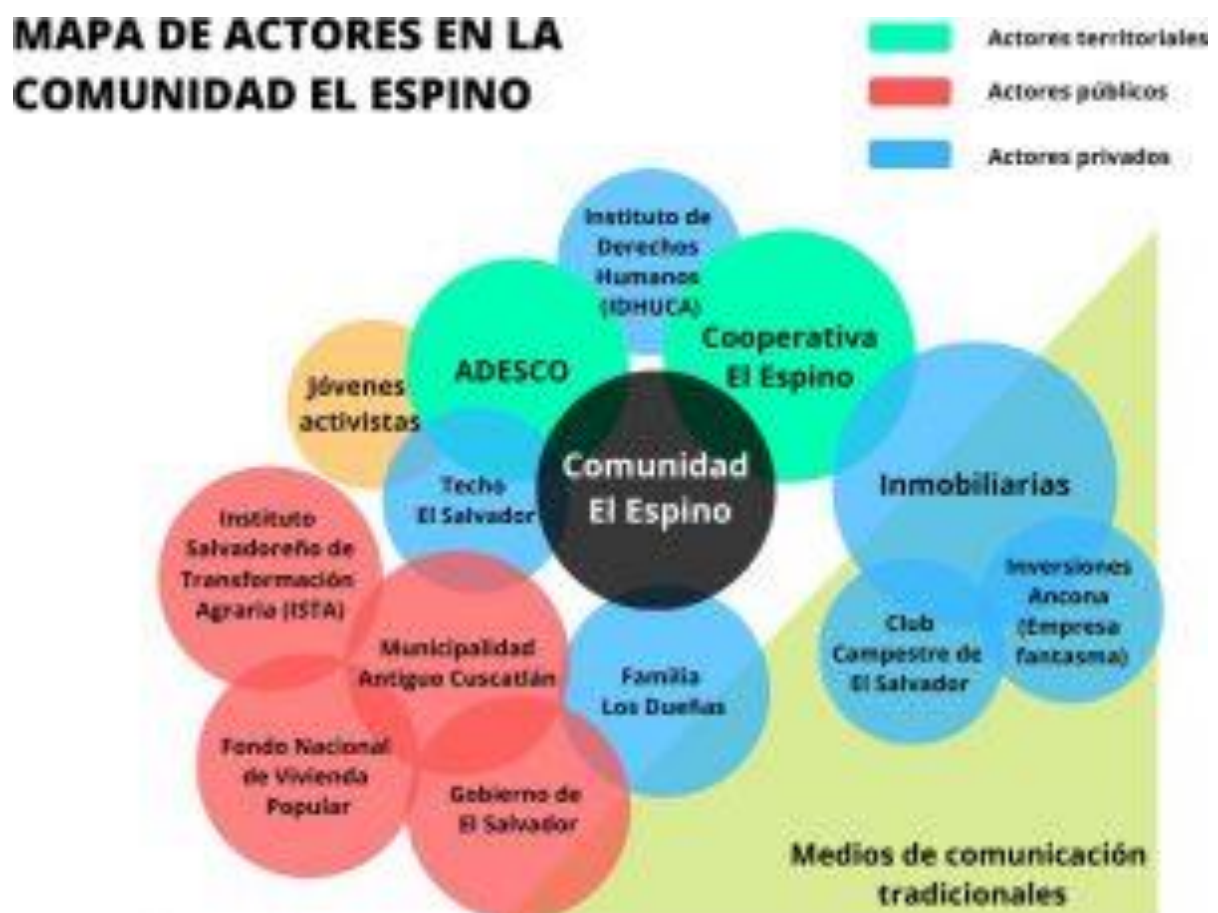 MAPA DE ACTORES EN LA
COMUNIDAD EL ESPINO
Actores territoriales
Actores públicos
Actores privados
Instituto de
Derechos
Humanos
(IDHUCA)
Cooperativa
El Espino
ADESCO
Jóvenes
activistas
Comunidad
El Espino
Techo
El Salvador
Inmobiliarias
Instituto
Salvadoreño de
Transformación
Agraria (ISTA)
Inversiones
Ancona
(Empresa
fantasma)
Club
Campestre de
El Salvador
Municipalidad
Antiguo Cuscatlán
Familia
Los Dueñas
Fondo Nacional
de Vivienda
Popular
Gobierno de
El Salvador
Medios de comunicación
tradicionales